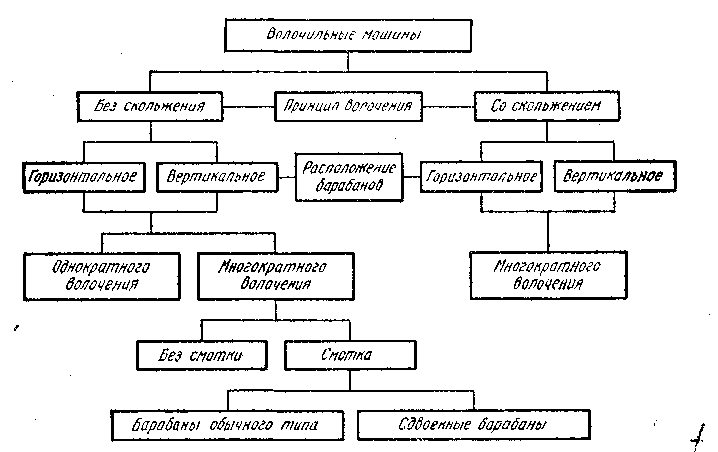 Волочильные машины
Без скольжения
Принцип волочения
Со скольжением
Горизонтальное
Вертикальное
Расположение
барабанов
Горизонтальное
Вертикальное
Однократного
волочения
Многократного
волочения
Многократного
волочения
Без смотки
Смотка
Барабаны обычного типа
Сдвоенные барабаны